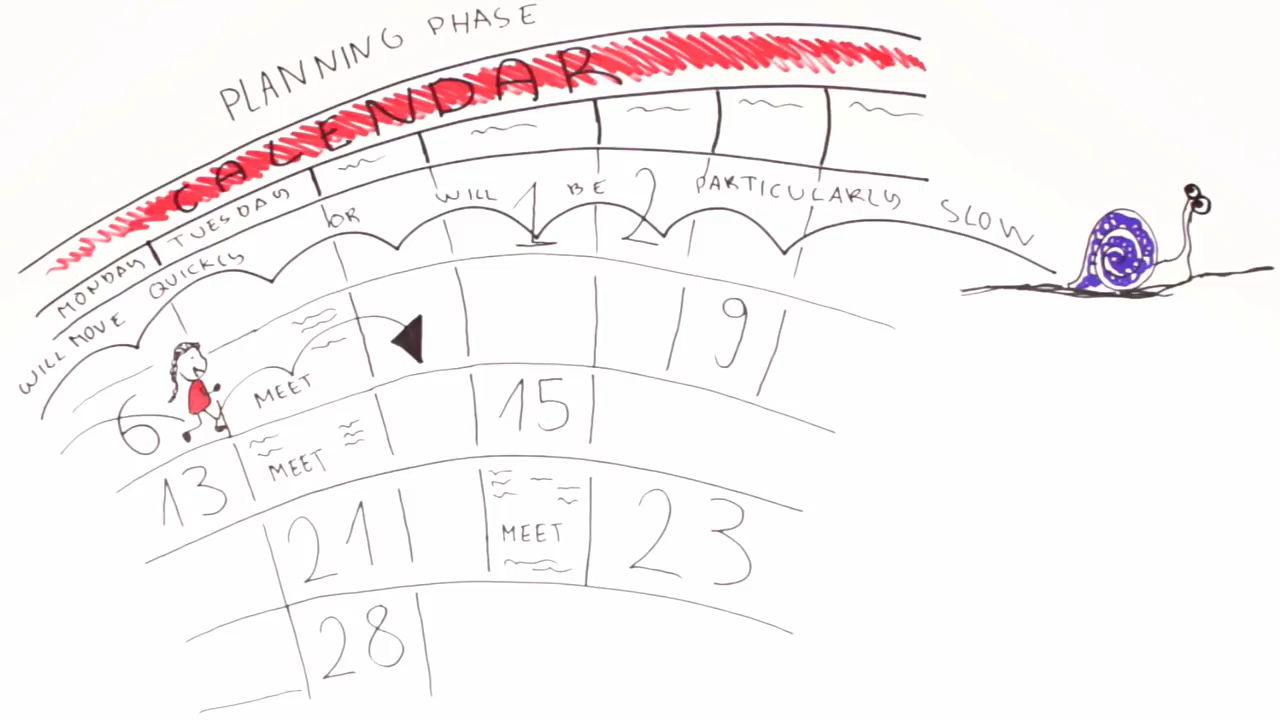 PLANNING PHASE
CALENDAR
MONDAY TUESDAY
WILL MOVE QUICKLY OR WILL BE PARTICULARLY SLOW
1 2
6 MEET 9
13 MEET 15
21 MEET 23
28